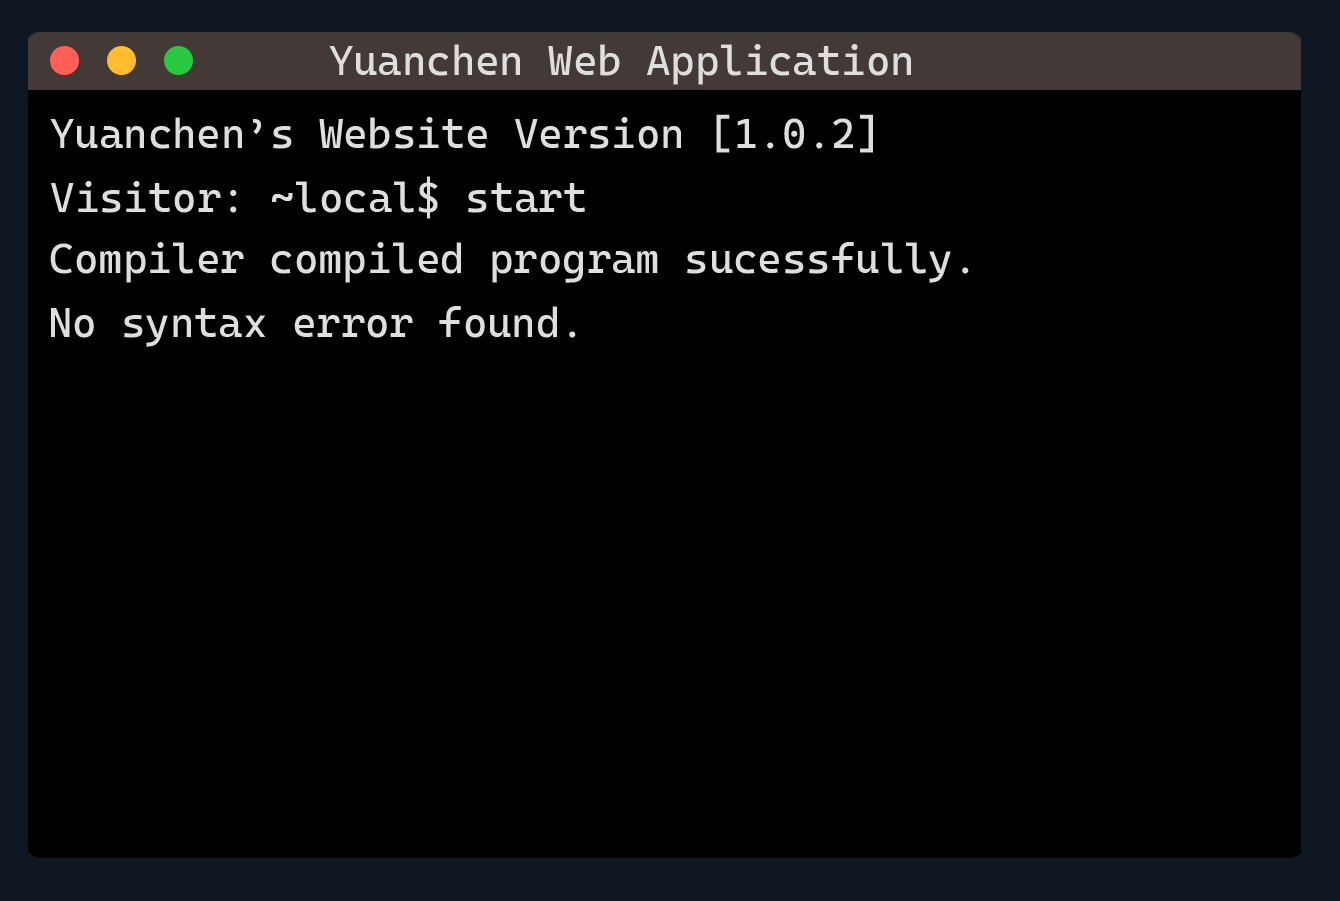 Yuanchen Web Application
Yuanchen’s Website Version [1.0.2]
Visitor: ~local$ start
Compiler compiled program sucessfully.
No syntax error found.